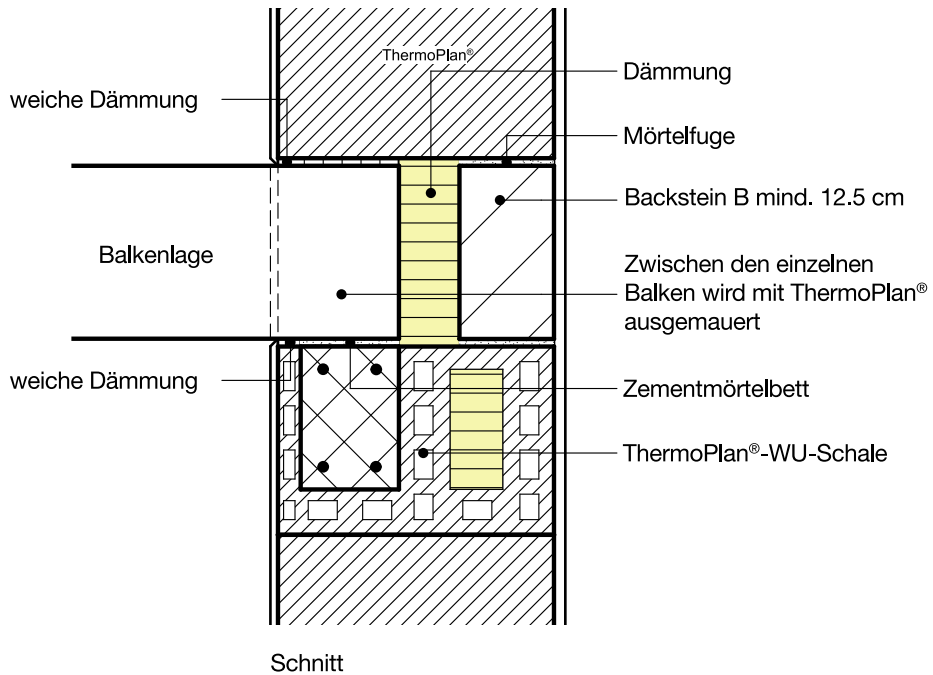 ThermoPlan®
Dämmung
weiche Dämmung
Mörtelfuge
Backstein B mind. 12.5 cm
Balkenlage
Zwischen den einzelnen
Balken wird mit ThermoPlan®
ausgemauert
weiche Dämmung
Zementmörtelbett
ThermoPlan®-WU-Schale
Schnitt